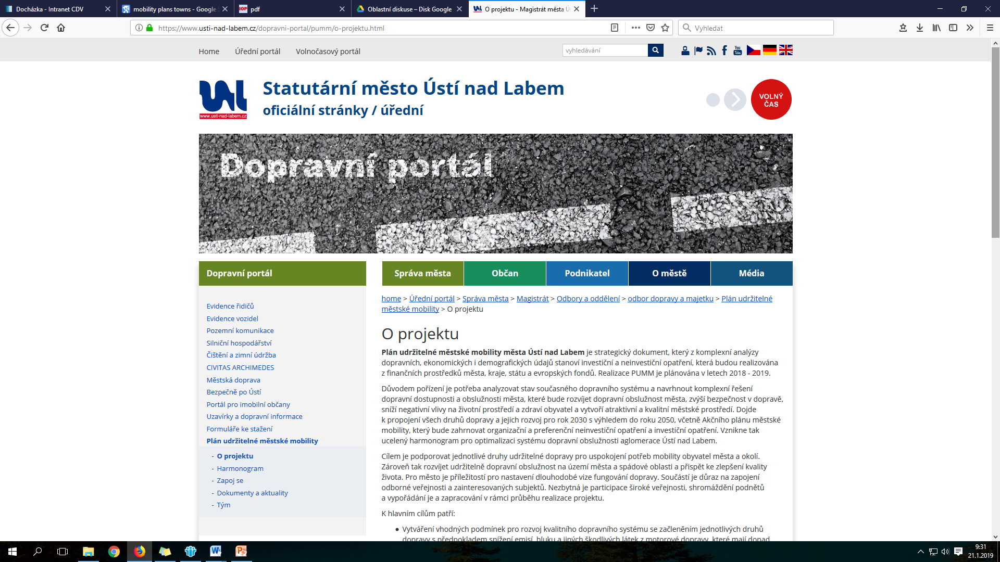 Docházka - Intranet CDV
mobility plans towns - Google
pdf
Oblastní diskuse – Disk Google
O projektu - Magistrát města Ú
https://www.usti-nad-labem.cz/dopravni-portal/pumm/o-projektu.html
Vyhledat
Home
Úřední portál
Volnočasový portál
vyhledávání
You Tube
www.usti-nad-labem.cz
Statutární město Ústí nad Labem
oficiální stránky / úřední
VOLNÝ
ČAS
Dopravní portál
Dopravní portál
Správa města
Občan
Podnikatel
O městě
Média
Evidence řidičů
Evidence vozidel
Pozemní komunikace
Silniční hospodářství
Čištění a zimní údržba
CIVITAS ARCHIMEDES
Městská doprava
Bezpečně po Ústí
Portál pro imobilní občany
Uzavírky a dopravní informace
Formuláře ke stažení
Plán udržitelné městské mobility
- O projektu
- Harmonogram
- Zapoj se
- Dokumenty a aktuality
- Tým
home > Úřední portál > Správa města > Magistrát > Odbory a oddělení > odbor dopravy a majetku > Plán udržitelné
městské mobility > O projektu
O projektu
Plán udržitelné městské mobility města Ústí nad Labem je strategický dokument, který z komplexní analýzy
dopravních, ekonomických i demografických údajů stanoví investiční a neinvestiční opatření, která budou realizována
z finančních prostředků města, kraje, státu a evropských fondů. Realizace PUMM je plánována v letech 2018 - 2019.
Důvodem pořízení je potřeba analyzovat stav současného dopravního systému a navrhnout komplexní řešení
dopravní dostupnosti a obslužnosti města, které bude rozvíjet dopravní obslužnost města, zvýší bezpečnost v dopravě,
sníží negativní vlivy na životní prostředí a zdraví obyvatel a vytvoří atraktivní a kvalitní městské prostředí. Dojde
k propojení všech druhů dopravy a jejich rozvoj pro rok 2030 s výhledem do roku 2050, včetně Akčního plánu městské
mobility, který bude zahrnovat organizační a preferenční neinvestiční opatření a investiční opatření. Vznikne tak
ucelený harmonogram pro optimalizaci systému dopravní obslužnosti aglomerace Ústí nad Labem.
Cílem je podporovat jednotlivé druhy udržitelné dopravy pro uspokojení potřeb mobility obyvatel města a okolí.
Zároveň tak rozvíjet udržitelně dopravní obslužnost na území města a spádové oblasti a přispět ke zlepšení kvality
života. Pro město je příležitostí pro nastavení dlouhodobé vize fungování dopravy. Součástí je důraz na zapojení
odborné veřejnosti a zainteresovaných subjektů. Nezbytná je participace široké veřejnosti, shromáždění podnětů
a vypořádání je a zapracování v rámci průběhu realizace projektu.
K hlavním cílům patří:
• Vytváření vhodných podmínek pro rozvoj kvalitního dopravního systému se začleněním jednotlivých druhů
dopravy s předpokladem snížení emisí, hluku a jiných škodlivých látek z motorové dopravy, které mají dopad
9:31
21.1.2019